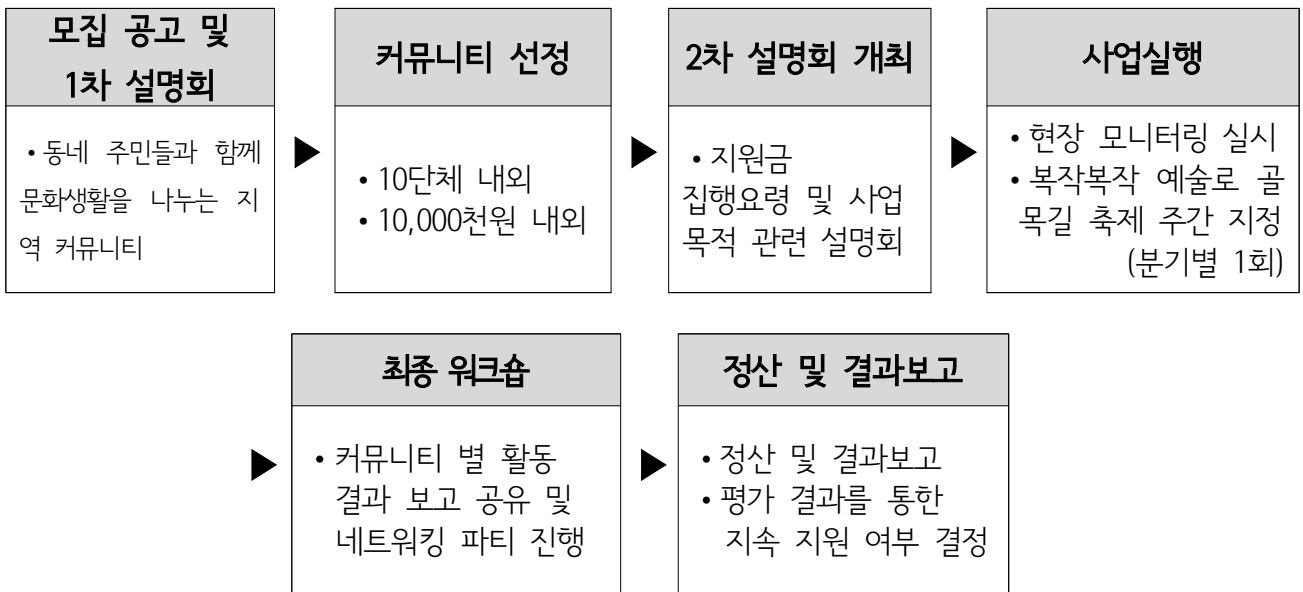 모집 공고 및
1차 설명회
• 동네 주민들과 함께
문화생활을 나누는 지
역 커뮤니티
▶
커뮤니티 선정
• 10단체 내외
• 10,000천원 내외
▶
2차 설명회 개최
• 지원금
집행요령 및 사업
목적 관련 설명회
▶
사업실행
• 현장 모니터링 실시
• 복작복작 예술로 골
목길 축제 주간 지정
(분기별 1회)
▶
최종 워크숍
• 커뮤니티 별 활동
결과 보고 공유 및
네트워킹 파티 진행
▶
정산 및 결과보고
• 정산 및 결과보고
• 평가 결과를 통한
지속 지원 여부 결정